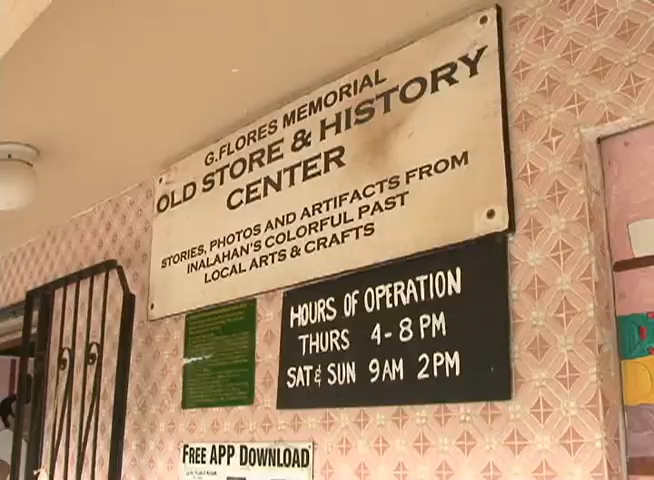 G.FLORES MEMORIAL
OLD STORE & HISTORY
CENTER
STORIES, PHOTOS AND ARTIFACTS FROM
INALAHAN'S COLORFUL PAST
LOCAL ARTS & CRAFTS
HOURS OF OPERATION
THURS 4-8 PM
SAT & SUN 9AM 2PM
FREE APP DOWNLOAD